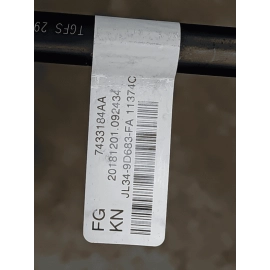 TGFS 29
7433184AA
20181201.092434
JL34-9D683-FA 11374C
FG
KN